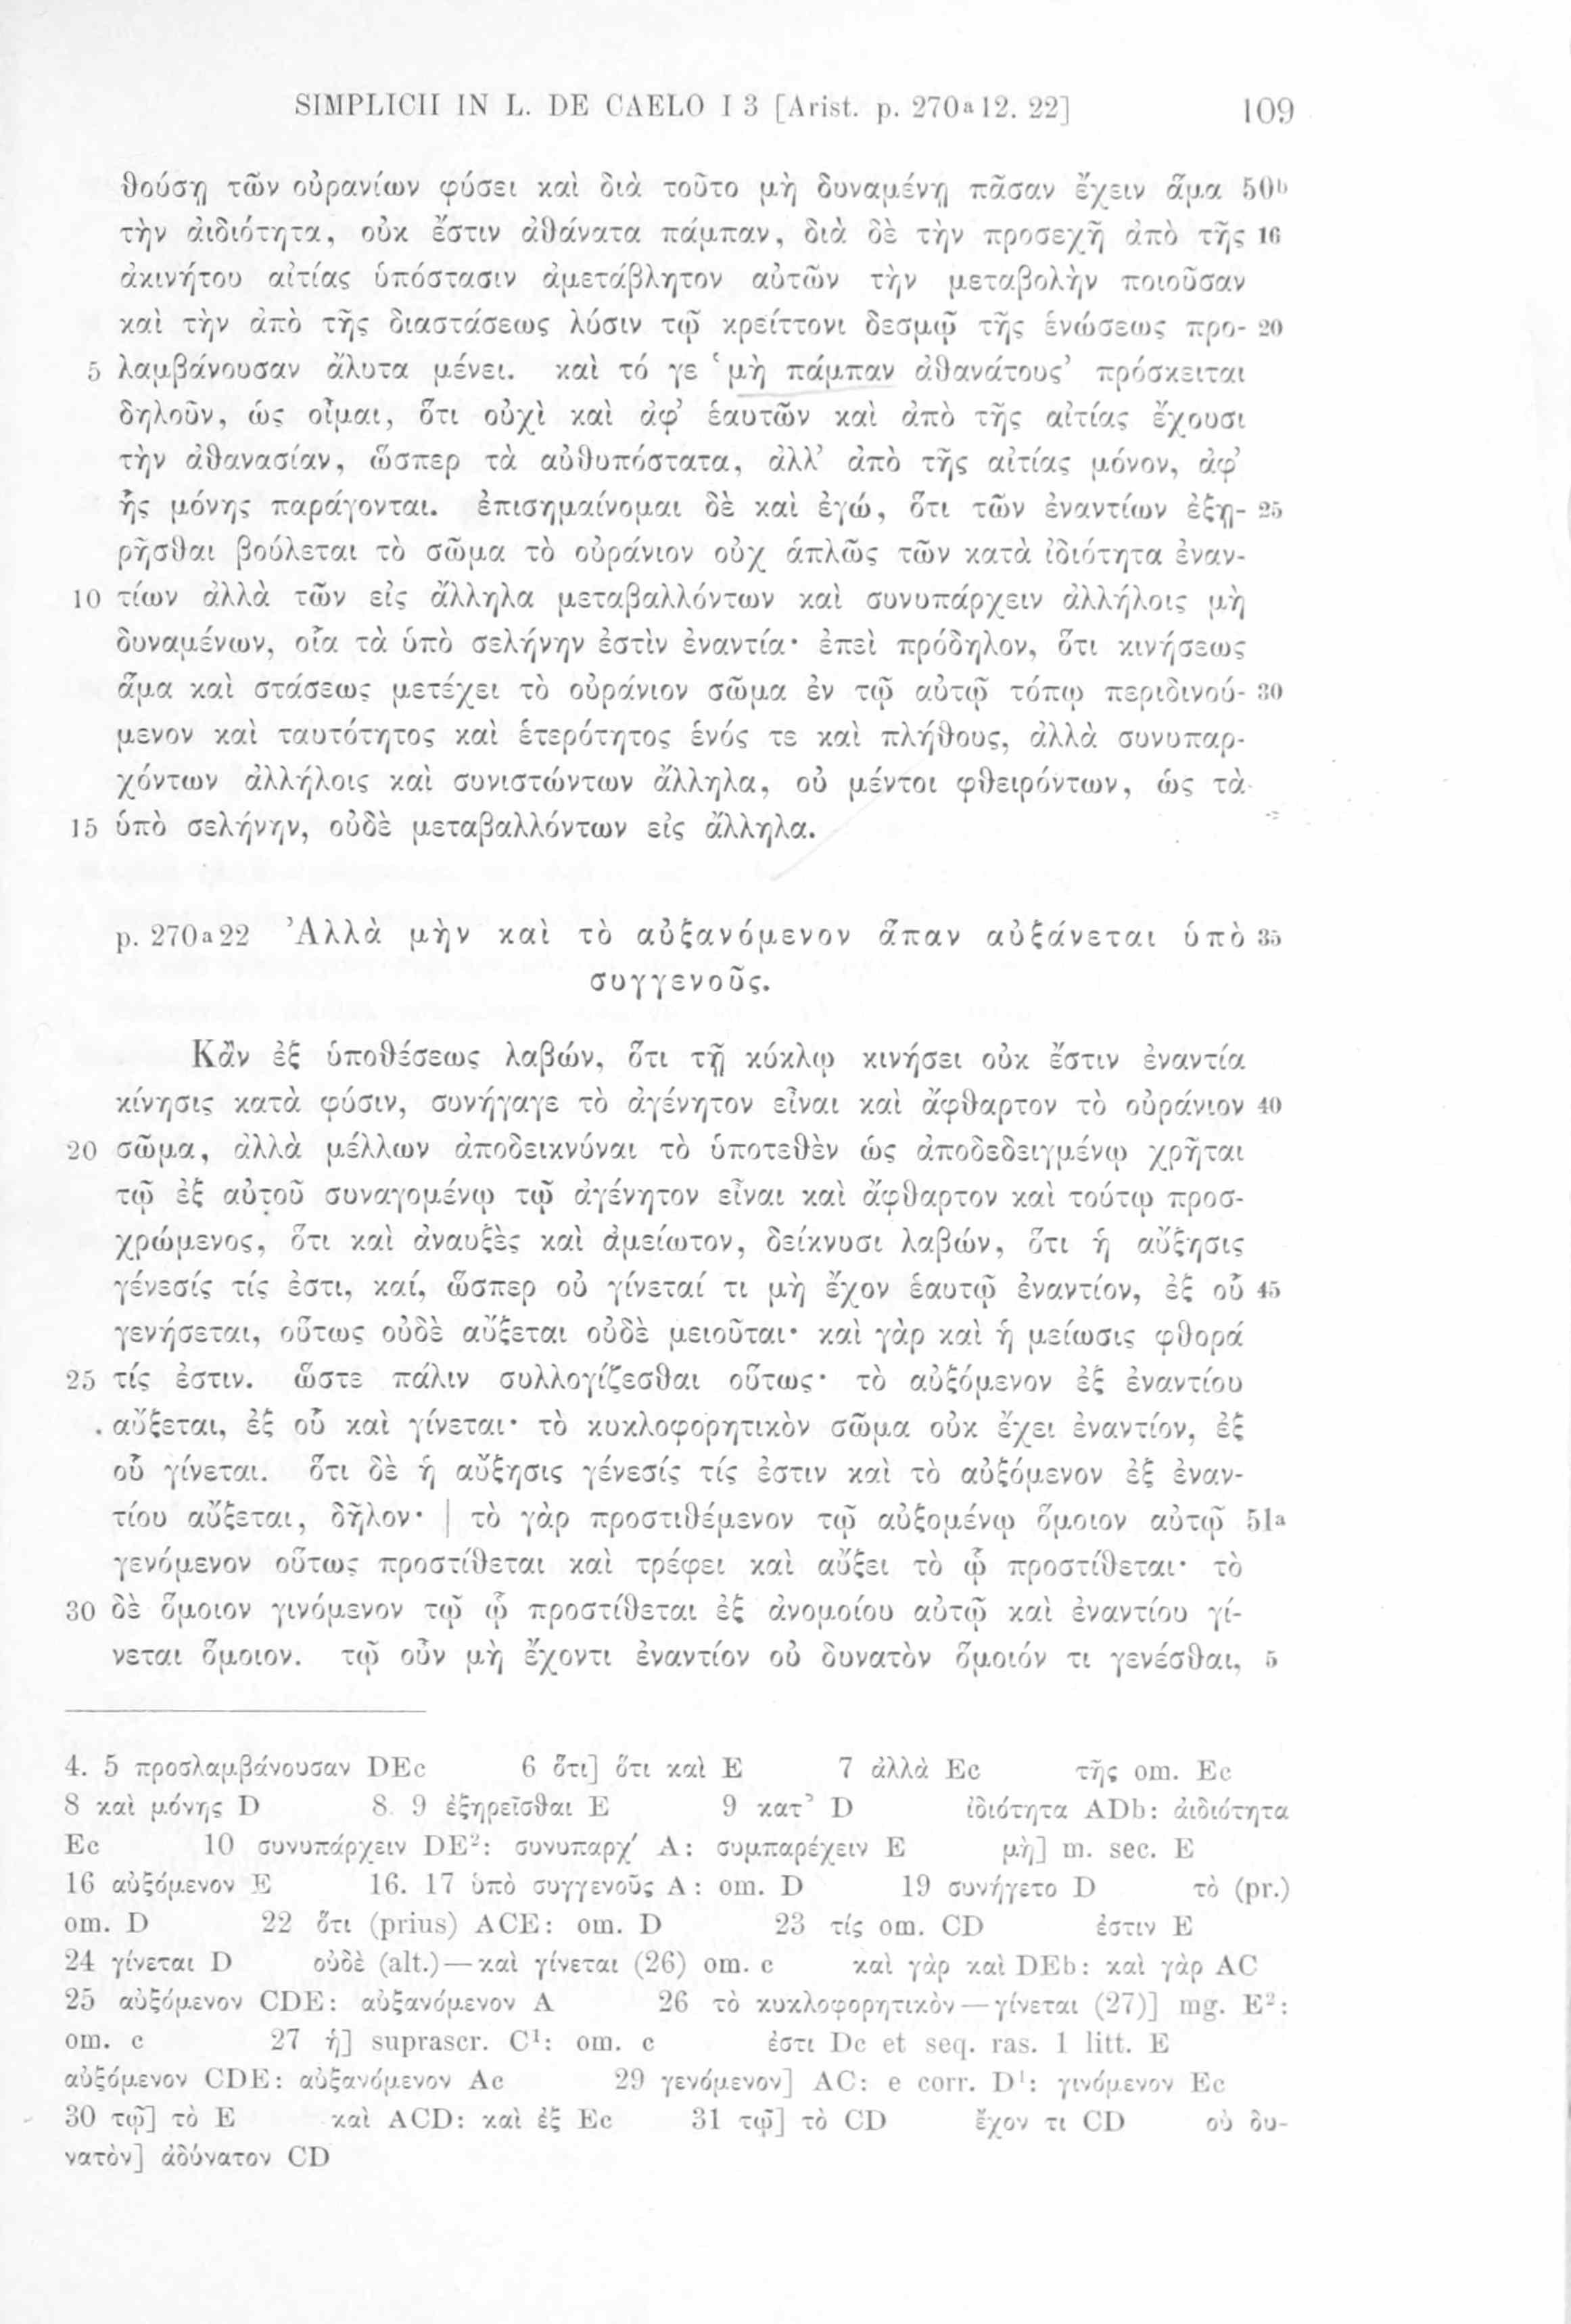 SIMPLICII IN L. DE CAELO I 3 [Arist. p. 270a12. 22] 109
θούσῃ τῶν οὐρανίων φύσει καὶ διὰ τοῦτο μὴ δυναμένῃ πᾶσαν ἔχειν ἅμα 50b
τὴν ἀιδιότητα, οὐκ ἔστιν ἀθάνατα πάμπαν, διὰ δὲ τὴν προσεχῆ ἀπὸ τῆς 16
ἀκινήτου αἰτίας ὑπόστασιν ἀμετάβλητον αὐτῶν τὴν μεταβολὴν ποιοῦσαν
καὶ τὴν ἀπὸ τῆς διαστάσεως λύσιν τῷ κρείττονι δεσμῷ τῆς ἑνώσεως προ- 20
5 λαμβάνουσαν ἄλυτα μένει. καὶ τό γε ‘μὴ πάμπαν ἀθανάτους’ πρόσκειται
δηλοῦν, ὡς οἶμαι, ὅτι οὐχὶ καὶ ἀφ’ ἑαυτῶν καὶ ἀπὸ τῆς αἰτίας ἔχουσι
τὴν ἀθανασίαν, ὥσπερ τὰ αὐθυπόστατα, ἀλλ’ ἀπὸ τῆς αἰτίας μόνον, ἀφ’
ἧς μόνης παράγονται. ἐπισημαίνομαι δὲ καὶ ἐγώ, ὅτι τῶν ἐναντίων ἐξῃ- 25
ρῆσθαι βούλεται τὸ σῶμα τὸ οὐράνιον οὐχ ἁπλῶς τῶν κατὰ ἰδιότητα ἐναν-
10 τίων ἀλλὰ τῶν εἰς ἄλληλα μεταβαλλόντων καὶ συνυπάρχειν ἀλλήλοις μὴ
δυναμένων, οἷα τὰ ὑπὸ σελήνην ἐστὶν ἐναντία· ἐπεὶ πρόδηλον, ὅτι κινήσεως
ἅμα καὶ στάσεως μετέχει τὸ οὐράνιον σῶμα ἐν τῷ αὐτῷ τόπῳ περιδινού- 30
μενον καὶ ταυτότητος καὶ ἑτερότητος ἑνός τε καὶ πλήθους, ἀλλὰ συνυπαρ-
χόντων ἀλλήλοις καὶ συνιστώντων ἄλληλα, οὐ μέντοι φθειρόντων, ὡς τὰ
15 ὑπὸ σελήνην, οὐδὲ μεταβαλλόντων εἰς ἄλληλα.
p. 270a22 Ἀλλὰ μὴν καὶ τὸ αὐξανόμενον ἅπαν αὐξάνεται ὑπὸ 35
συγγενοῦς.
Κἂν ἐξ ὑποθέσεως λαβών, ὅτι τῇ κύκλῳ κινήσει οὐκ ἔστιν ἐναντία
κίνησις κατὰ φύσιν, συνήγαγε τὸ ἀγένητον εἶναι καὶ ἄφθαρτον τὸ οὐράνιον 40
20 σῶμα, ἀλλὰ μέλλων ἀποδεικνύναι τὸ ὑποτεθὲν ὡς ἀποδεδειγμένῳ χρῆται
τῷ ἐξ αὐτοῦ συναγομένῳ τῷ ἀγένητον εἶναι καὶ ἄφθαρτον καὶ τούτῳ προσ-
χρώμενος, ὅτι καὶ ἀναυξὲς καὶ ἀμείωτον, δείκνυσι λαβών, ὅτι ἡ αὔξησις
γένεσίς τίς ἐστι, καί, ὥσπερ οὐ γίνεταί τι μὴ ἔχον ἑαυτῷ ἐναντίον, ἐξ οὗ 45
γενήσεται, οὕτως οὐδὲ αὔξεται οὐδὲ μειοῦται· καὶ γὰρ καὶ ἡ μείωσις φθορά
25 τίς ἐστιν. ὥστε πάλιν συλλογίζεσθαι οὕτως· τὸ αὐξόμενον ἐξ ἐναντίου
αὔξεται, ἐξ οὗ καὶ γίνεται· τὸ κυκλοφορητικὸν σῶμα οὐκ ἔχει ἐναντίον, ἐξ
οὗ γίνεται. ὅτι δὲ ἡ αὔξησις γένεσίς τίς ἐστιν καὶ τὸ αὐξόμενον ἐξ ἐναν-
τίου αὔξεται, δῆλον· | τὸ γὰρ προστιθέμενον τῷ αὐξομένῳ ὅμοιον αὐτῷ 51a
γενόμενον οὕτως προστίθεται καὶ τρέφει καὶ αὔξει τὸ ᾧ προστίθεται· τὸ
30 δὲ ὅμοιον γινόμενον τῷ ᾧ προστίθεται ἐξ ἀνομοίου αὐτῷ καὶ ἐναντίου γί-
νεται ὅμοιον. τῷ οὖν μὴ ἔχοντι ἐναντίον οὐ δυνατὸν ὅμοιόν τι γενέσθαι, 5
4. 5 προσλαμβάνουσαν DEc 6 ὅτι] ὅτι καὶ E 7 ἀλλὰ Ec τῆς om. Ec
8 καὶ μόνης D 8. 9 ἐξηρεῖσθαι E 9 κατ’ D ἰδιότητα ADb: ἀιδιότητα
Ec 10 συνυπάρχειν DE²: συνυπαρχ' A: συμπαρέχειν E μὴ] m. sec. E
16 αὐξόμενον E 16. 17 ὑπὸ συγγενοῦς A: om. D 19 συνήγετο D τὸ (pr.)
om. D 22 ὅτι (prius) ACE: om. D 23 τίς om. CD ἐστιν E
24 γίνεται D οὐδὲ (alt.)—καὶ γίνεται (26) om. c καὶ γὰρ καὶ DEb: καὶ γὰρ AC
25 αὐξόμενον CDE: αὐξανόμενον A 26 τὸ κυκλοφορητικὸν—γίνεται (27)] mg. E²:
om. c 27 ἡ] suprascr. C¹: om. c ἐστι Dc et seq. ras. 1 litt. E
αὐξόμενον CDE: αὐξανόμενον Ac 29 γενόμενον] AC: e corr. D¹: γινόμενον Ec
30 τῷ] τὸ E καὶ ACD: καὶ ἐξ Ec 31 τῷ] τὸ CD ἔχον τι CD οὐ δυ-
νατὸν] ἀδύνατον CD